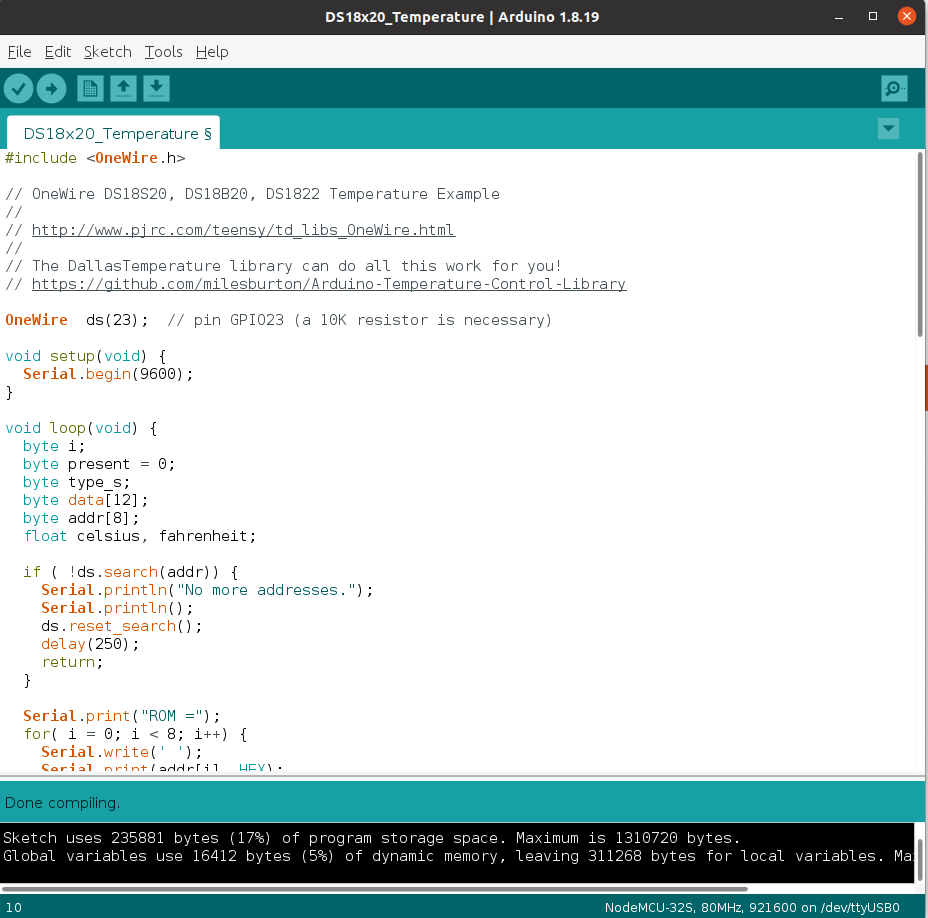 DS18x20_Temperature | Arduino 1.8.19
File Edit Sketch Tools Help
DS18x20_Temperature §
#include <OneWire.h>
// OneWire DS18S20, DS18B20, DS1822 Temperature Example
//
// http://www.pjrc.com/teensy/td_libs_OneWire.html
//
// The DallasTemperature library can do all this work for you!
// https://github.com/milesburton/Arduino-Temperature-Control-Library
OneWire  ds(23);  // pin GPIO23 (a 10K resistor is necessary)
void setup(void) {
  Serial.begin(9600);
}
void loop(void) {
  byte i;
  byte present = 0;
  byte type_s;
  byte data[12];
  byte addr[8];
  float celsius, fahrenheit;
  if ( !ds.search(addr)) {
    Serial.println("No more addresses.");
    Serial.println();
    ds.reset_search();
    delay(250);
    return;
  }
  Serial.print("ROM =");
  for( i = 0; i < 8; i++) {
    Serial.write(' ');
    Serial.print(addr[i], HEX);
Done compiling.
Sketch uses 235881 bytes (17%) of program storage space. Maximum is 1310720 bytes.
Global variables use 16412 bytes (5%) of dynamic memory, leaving 311268 bytes for local variables. Ma
10 NodeMCU-32S, 80MHz, 921600 on /dev/ttyUSB0